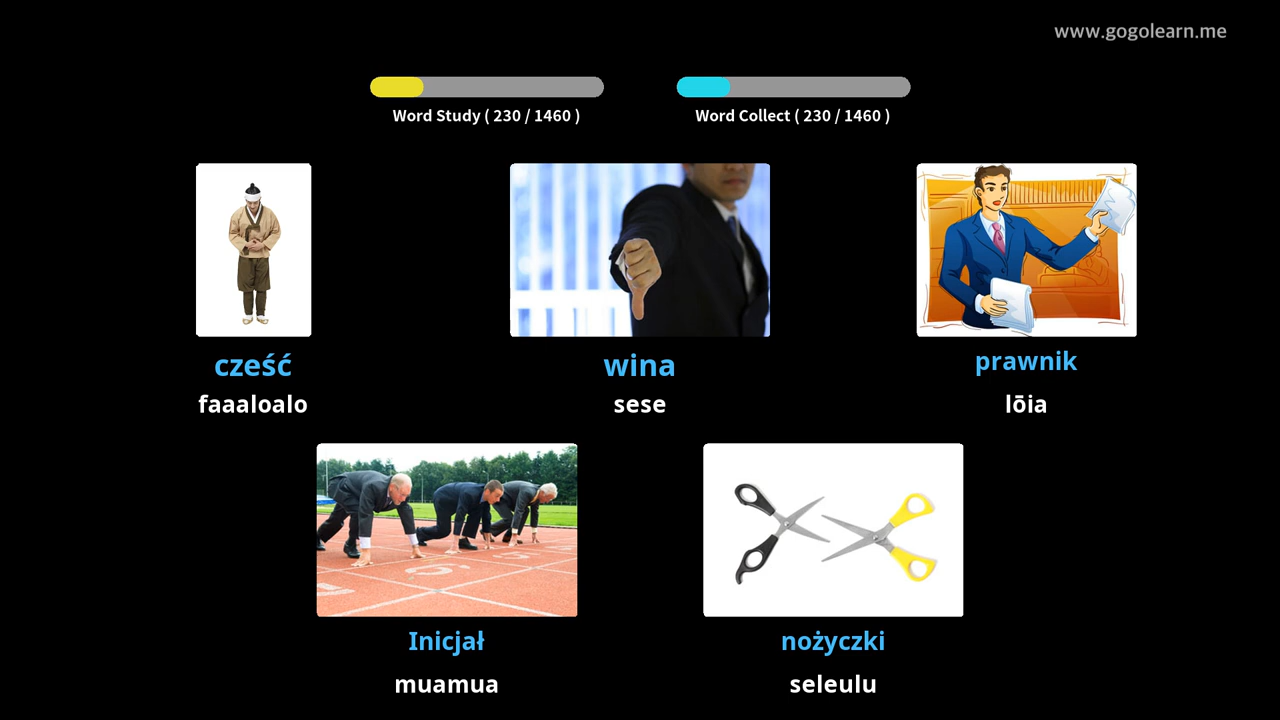 www.gogolearn.me
Word Study ( 230 / 1460 )
Word Collect ( 230 / 1460 )
cześć
wina
prawnik
faaaloalo
sese
lōia
Inicjał
nożyczki
muamua
seleulu